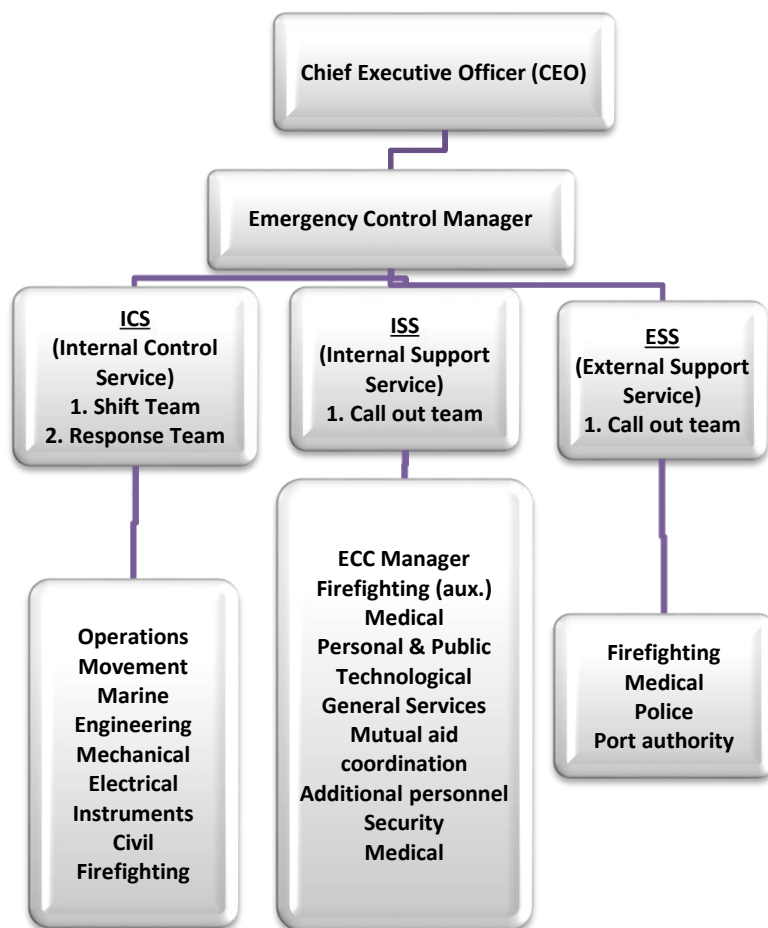 Chief Executive Officer (CEO)
Emergency Control Manager
ICS
(Internal Control
Service)
1. Shift Team
2. Response Team
ISS
(Internal Support
Service)
1. Call out team
ESS
(External Support
Service)
1. Call out team
Operations
Movement
Marine
Engineering
Mechanical
Electrical
Instruments
Civil
Firefighting
ECC Manager
Firefighting (aux.)
Medical
Personal & Public
Technological
General Services
Mutual aid
coordination
Additional personnel
Security
Medical
Firefighting
Medical
Police
Port authority